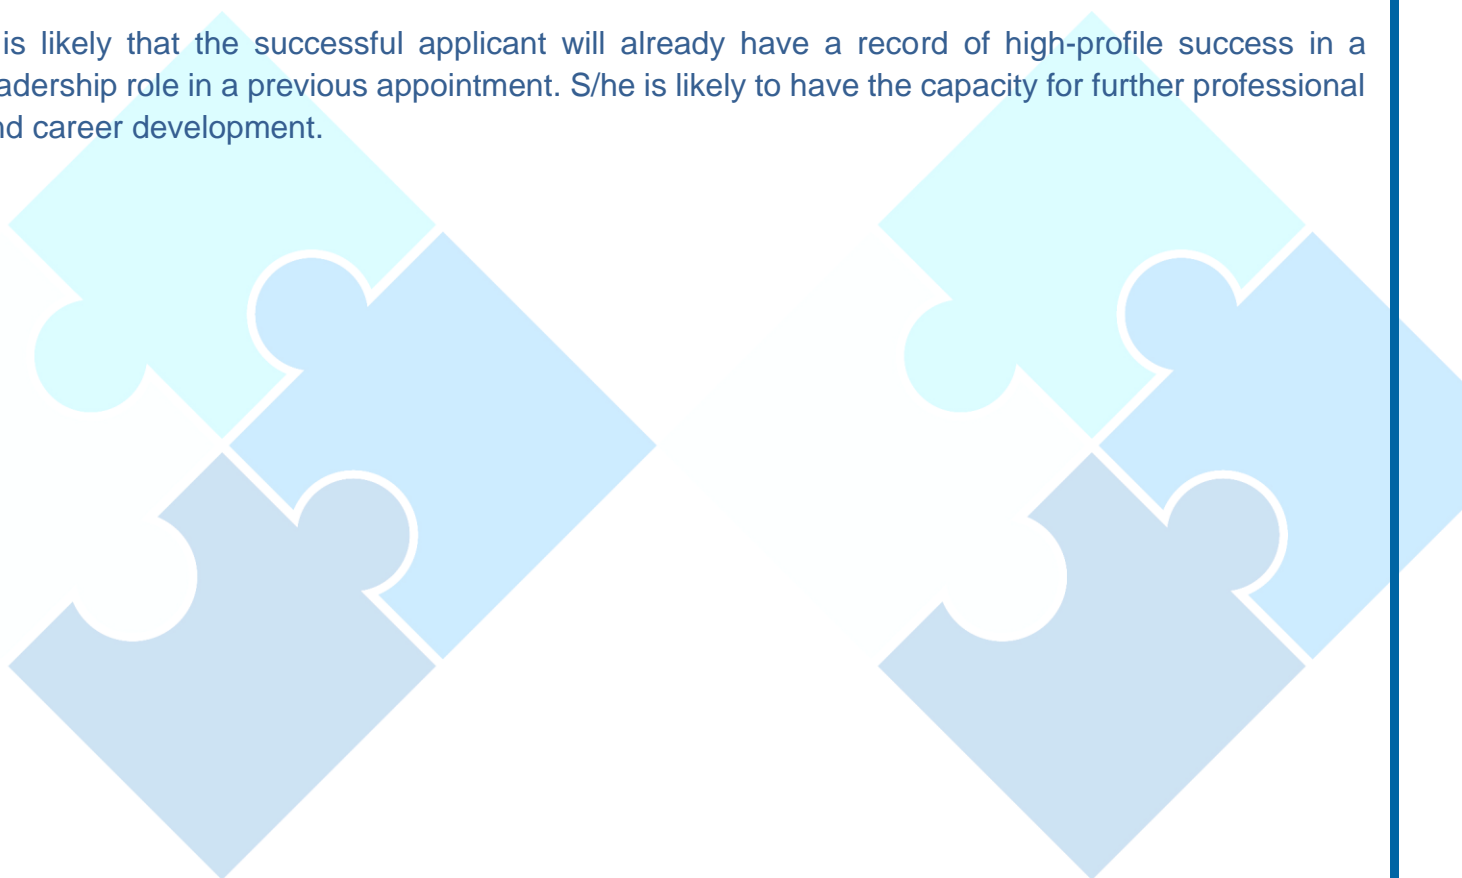 is likely that the successful applicant will already have a record of high-profile success in a
adership role in a previous appointment. S/he is likely to have the capacity for further professional
nd career development.